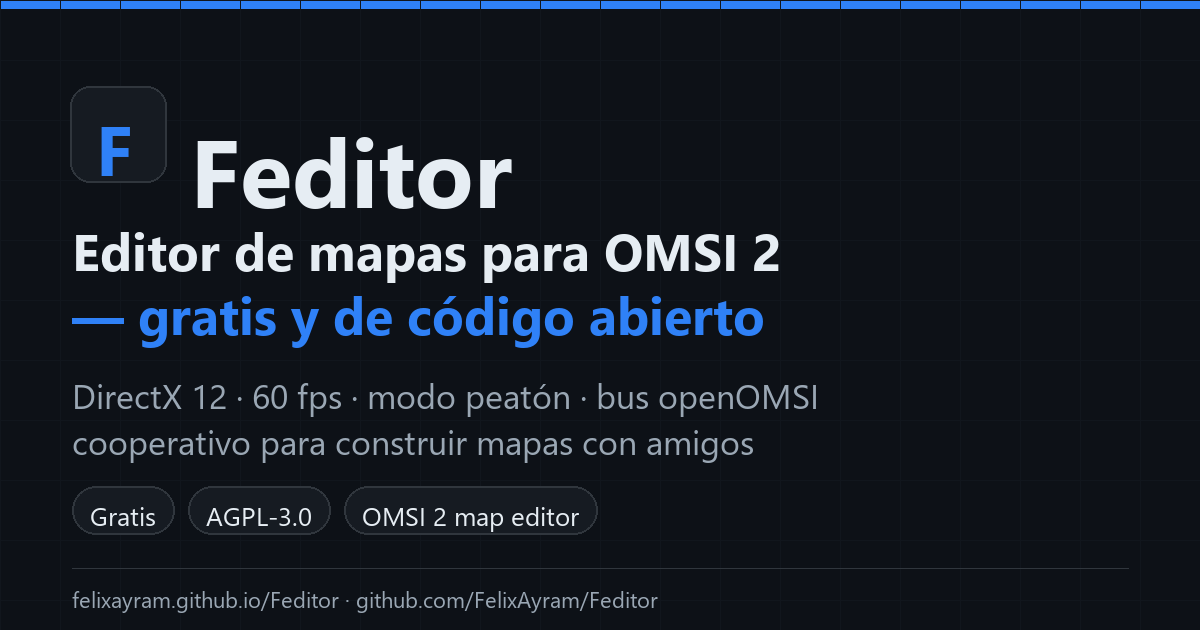 F
Feditor
Editor de mapas para OMSI 2
— gratis y de código abierto
DirectX 12 · 60 fps · modo peatón · bus openOMSI
cooperativo para construir mapas con amigos
Gratis
AGPL-3.0
OMSI 2 map editor
felixayram.github.io/Feditor · github.com/FelixAyram/Feditor